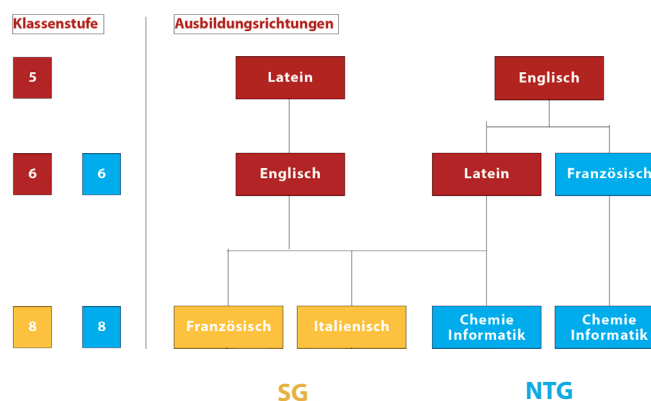 Klassenstufe Ausbildungsrichtungen
5 Latein Englisch
6 6 Englisch Latein Französisch
8 8 Französisch Italienisch Chemie Informatik Chemie Informatik
SG NTG